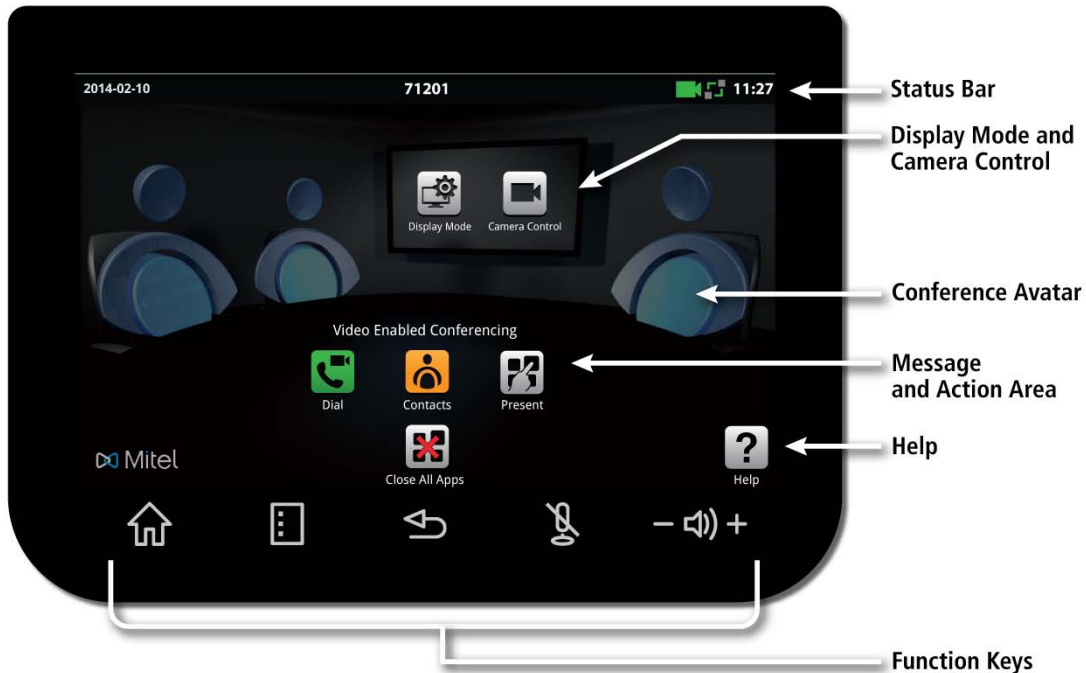 2014-02-10 71201 11:27
Status Bar
Display Mode and
Camera Control
Display Mode Camera Control
Conference Avatar
Video Enabled Conferencing
Dial Contacts Present
Message
and Action Area
Mitel
Close All Apps
?
Help
Help
Function Keys